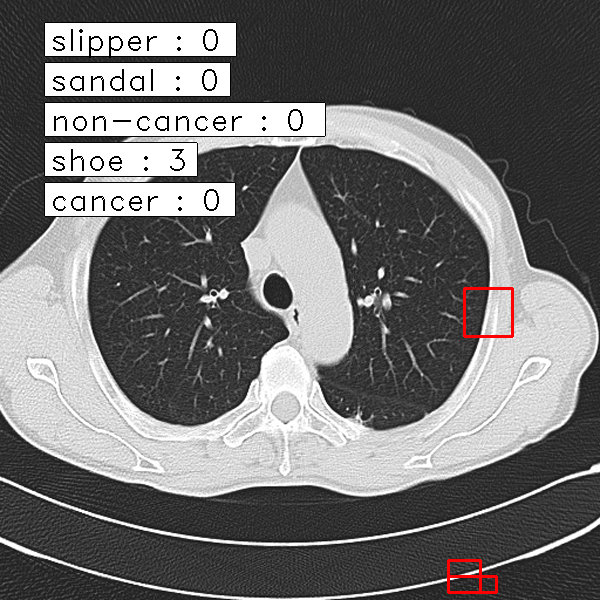 slipper : 0
sandal : 0
non-cancer : 0
shoe : 3
cancer : 0